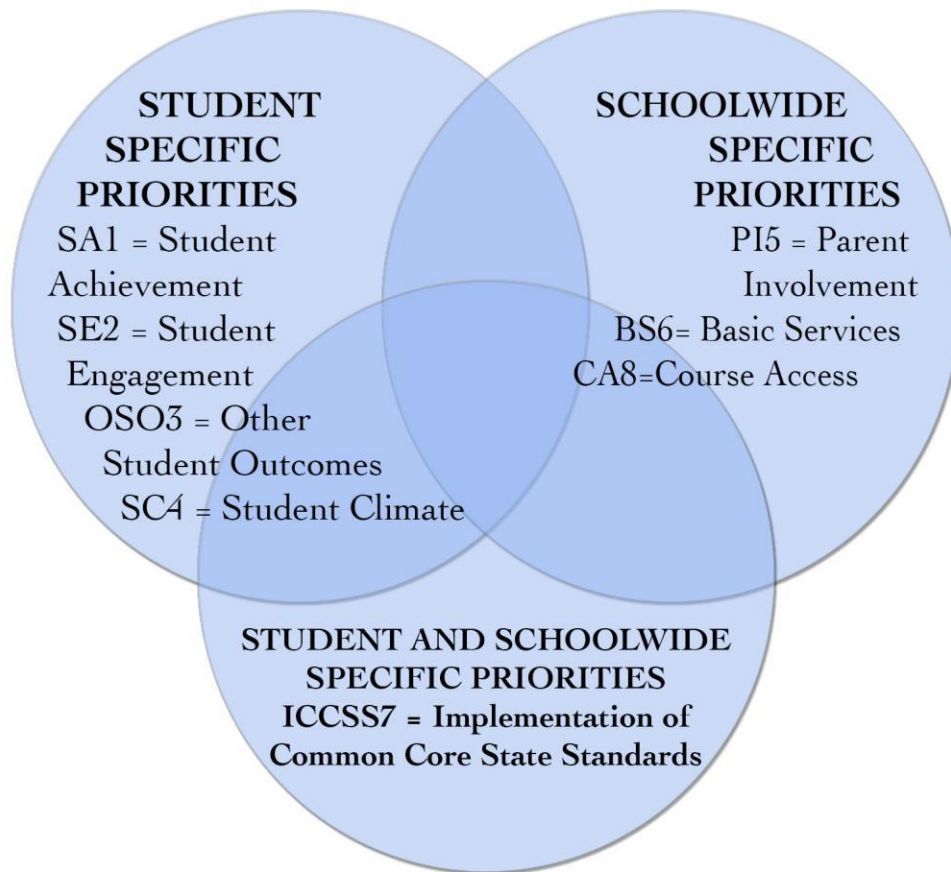 STUDENT
SPECIFIC
PRIORITIES
SA1 = Student
Achievement
SE2 = Student
Engagement
OSO3 = Other
Student Outcomes
SC4 = Student Climate
SCHOOLWIDE
SPECIFIC
PRIORITIES
PI5 = Parent
Involvement
BS6= Basic Services
CA8=Course Access
STUDENT AND SCHOOLWIDE
SPECIFIC PRIORITIES
ICCSS7 = Implementation of
Common Core State Standards